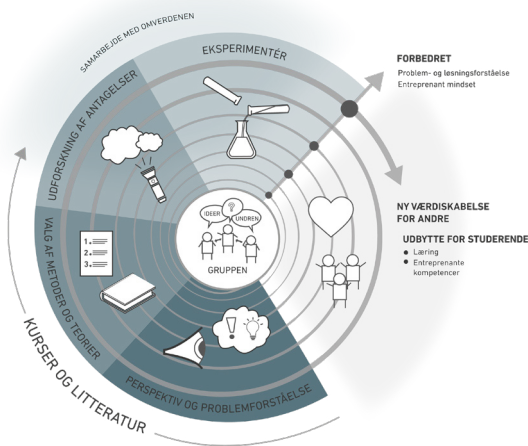 SAMARBEJDE MED OMVERDENEN
EKSPERIMENTÉR
UDFORSKNING AF ANTAGELSER
VALG AF METODER OG TEORIER
PERSPEKTIV OG PROBLEMFORSTÅELSE
KURSER OG LITTERATUR
IDEER
?
UNDREN
GRUPPEN
1.
2.
3.
!
FORBEDRET
Problem- og løsningsforståelse
Entreprenant mindset
NY VÆRDISKABELSE
FOR ANDRE
UDBYTTE FOR STUDERENDE
• Læring
• Entreprenante
kompetencer